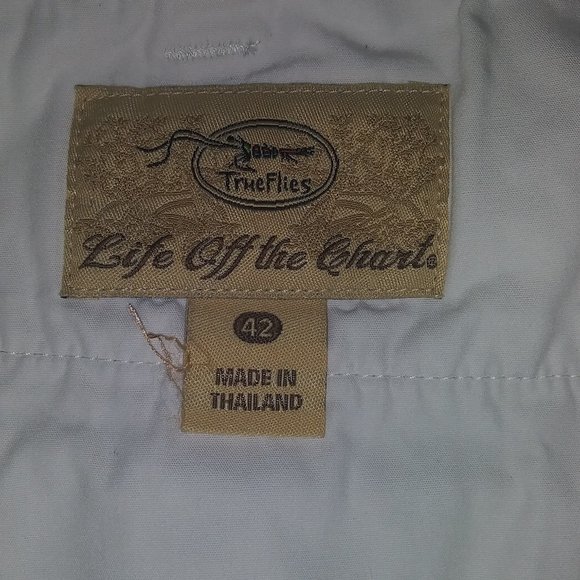 TrueFlies
Life Off the Chart®
42
MADE IN
THAILAND